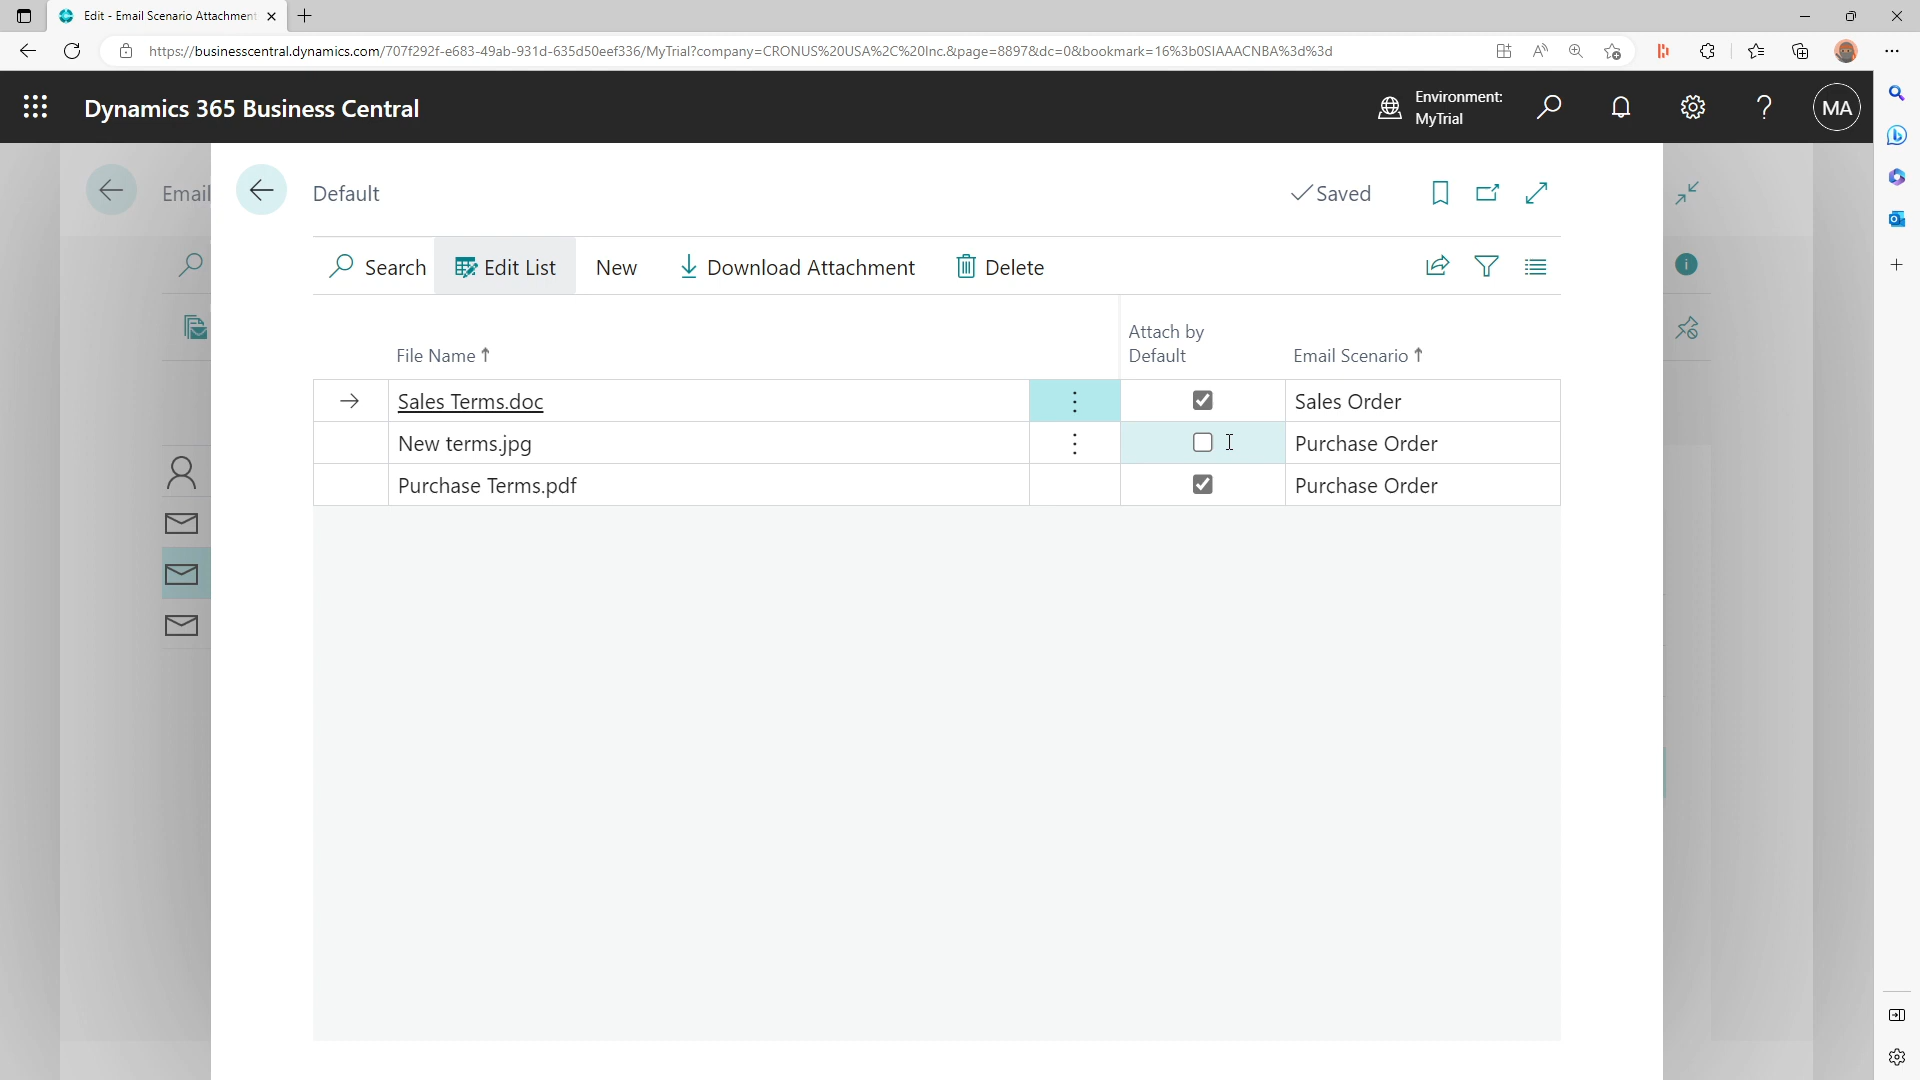 Edit - Email Scenario Attachment
https://businesscentral.dynamics.com/707f292f-e683-49ab-931d-635d50eef336/MyTrial?company=CRONUS%20USA%2C%20Inc.&page=8897&dc=0&bookmark=16%3b0SIAAACNBA%3d%3d
Dynamics 365 Business Central
Environment:
MyTrial
MA
Email
Default
Saved
Search
Edit List
New
Download Attachment
Delete
File Name
Attach by
Default
Email Scenario
Sales Terms.doc
Sales Order
New terms.jpg
Purchase Order
Purchase Terms.pdf
Purchase Order